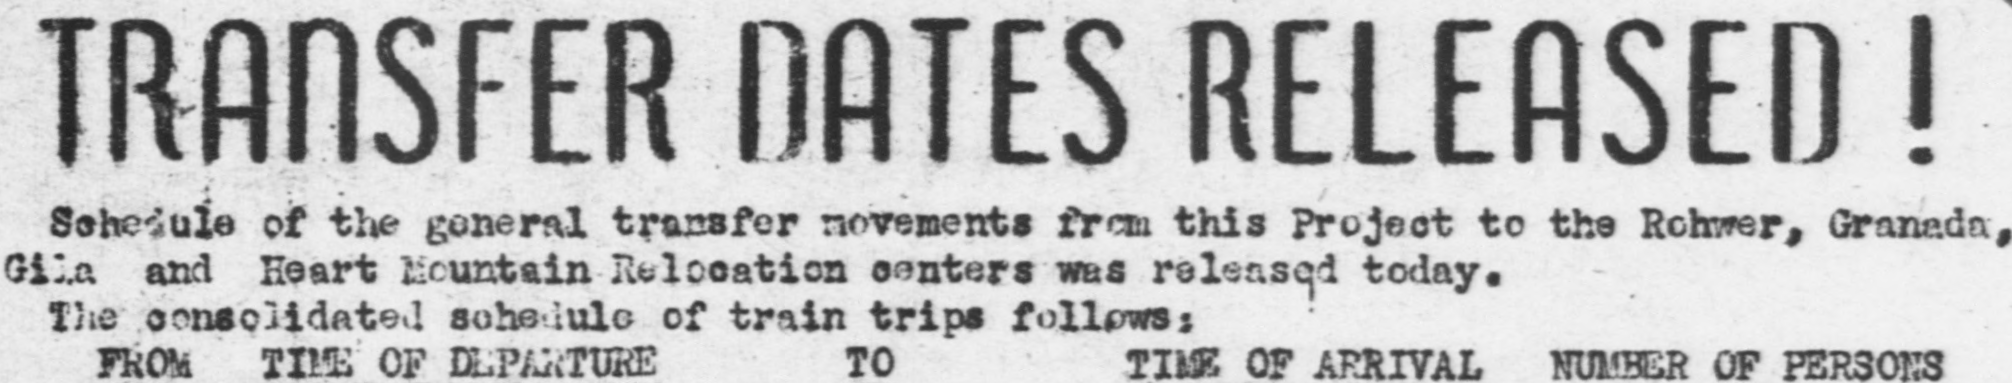 TRANSFER DATES RELEASED!
Schedule of the general transfer movements from this Project to the Rohwer, Granada,
Gila and Heart Mountain Relocation centers was released today.
The consolidated schedule of train trips follows:
FROM TIME OF DEPARTURE TO TIME OF ARRIVAL NUMBER OF PERSONS